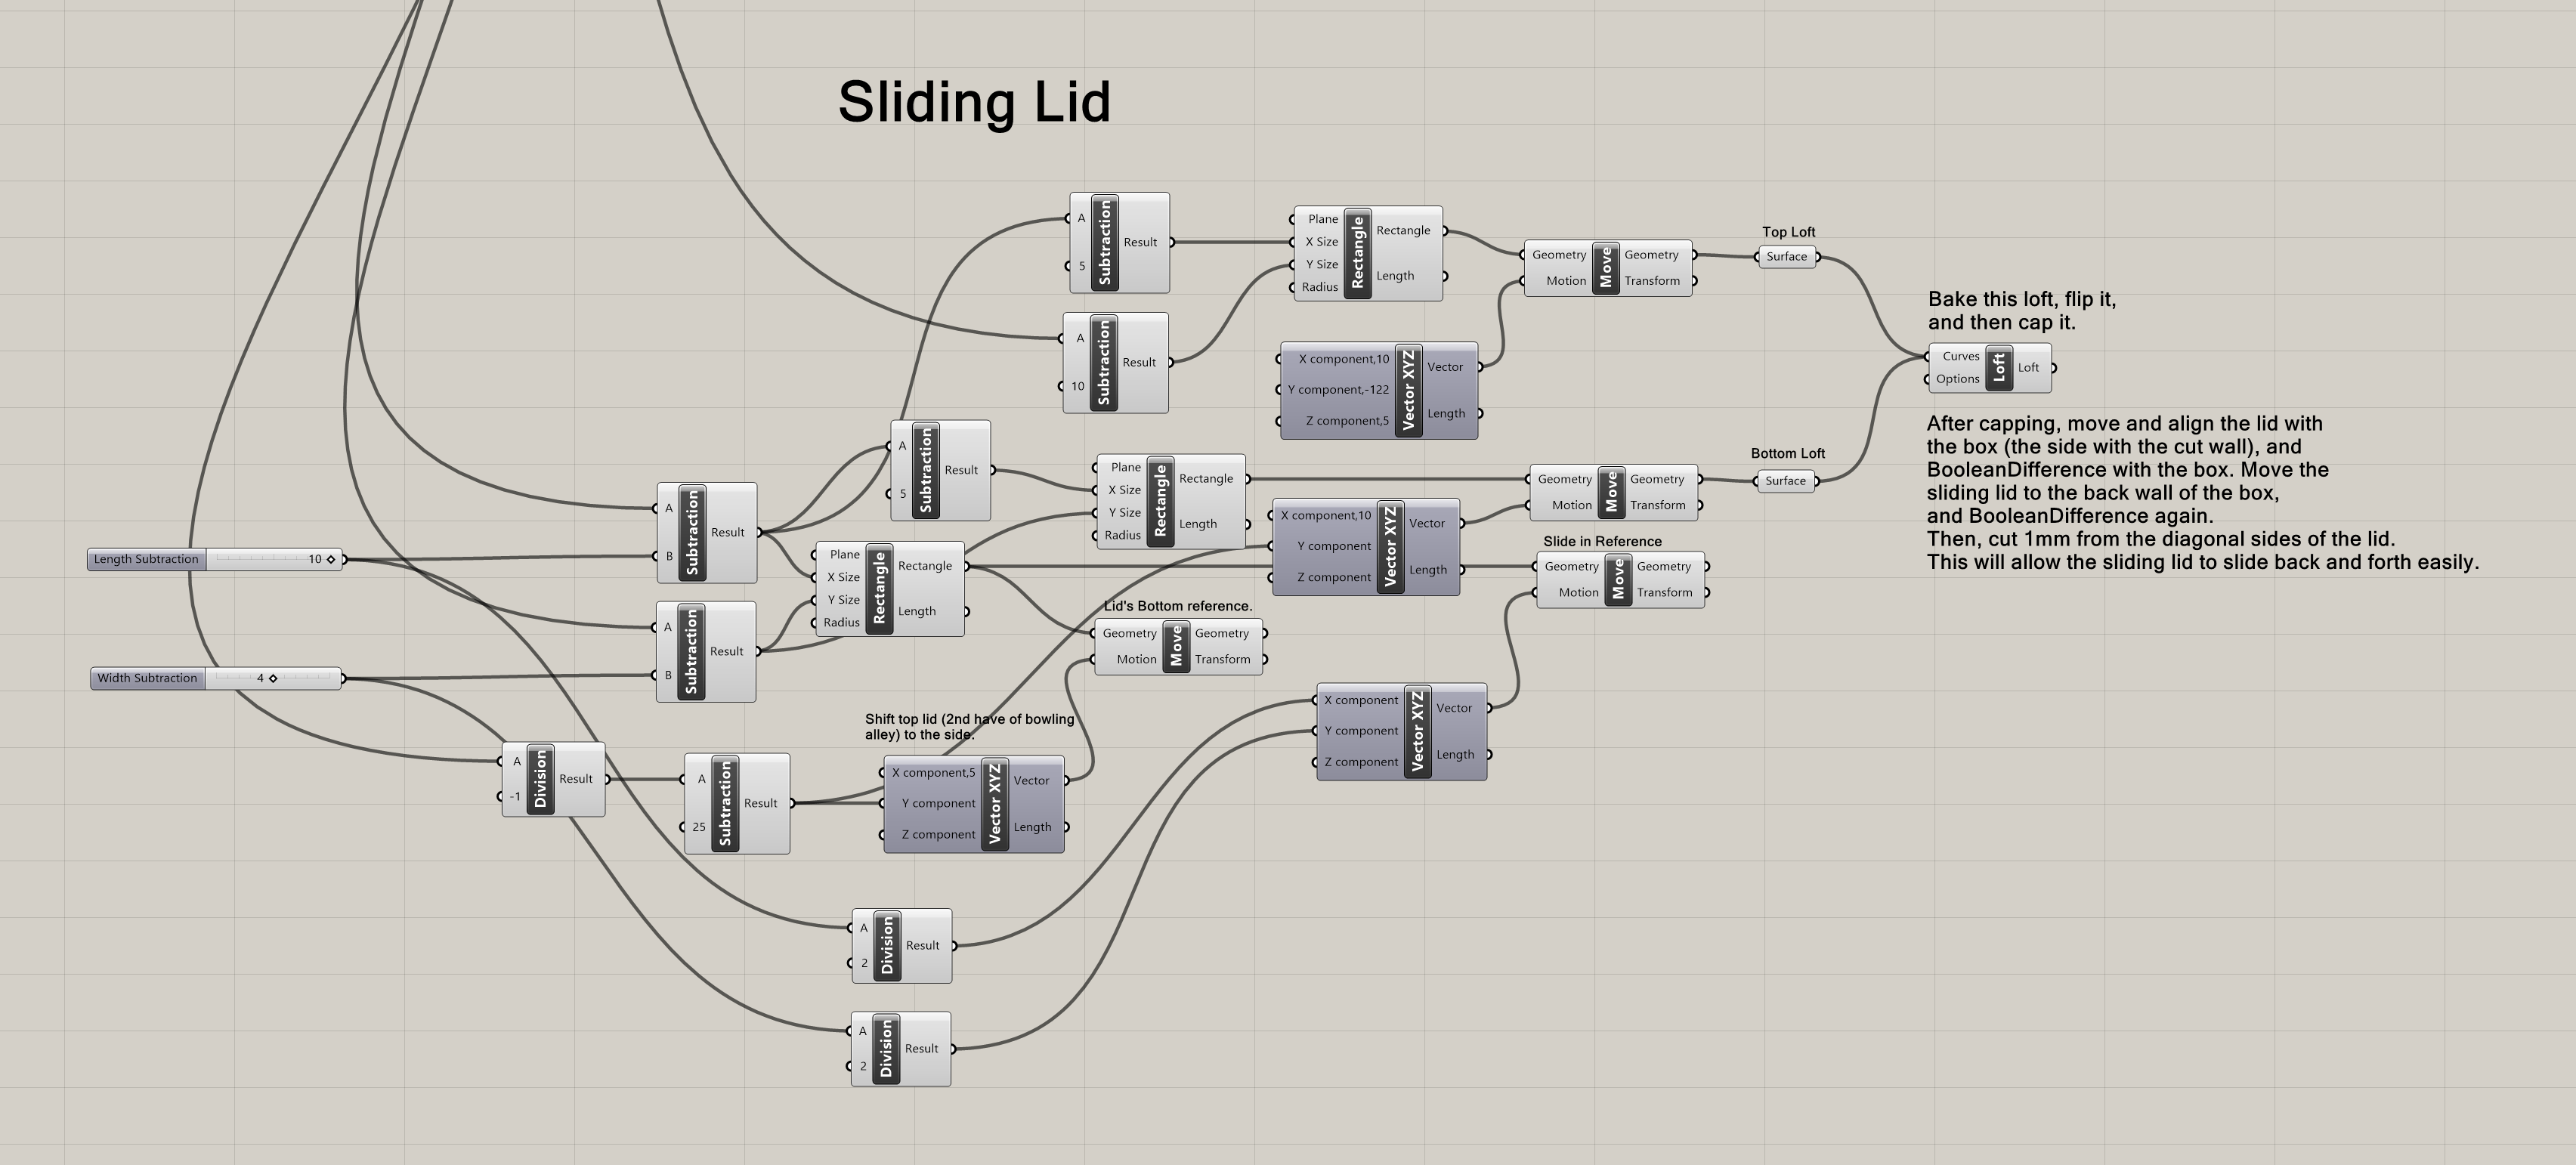 Sliding Lid
A
5
Subtraction
Result
Plane
X Size
Y Size
Radius
Rectangle
Rectangle
Length
Geometry
Motion
Move
Geometry
Transform
Top Loft
Surface
Bake this loft, flip it,
and then cap it.
A
10
Subtraction
Result
X component,10
Y component,-122
Z component,5
Vector XYZ
Vector
Length
Curves
Options
Loft
Loft
After capping, move and align the lid with
the box (the side with the cut wall), and
BooleanDifference with the box. Move the
sliding lid to the back wall of the box,
and BooleanDifference again.
Then, cut 1mm from the diagonal sides of the lid.
This will allow the sliding lid to slide back and forth easily.
A
5
Subtraction
Result
Plane
X Size
Y Size
Radius
Rectangle
Rectangle
Length
Bottom Loft
Geometry
Motion
Move
Geometry
Transform
Surface
A
B
Subtraction
Result
X component,10
Y component
Z component
Vector XYZ
Vector
Length
Slide in Reference
Geometry
Motion
Move
Geometry
Transform
Length Subtraction
10
Plane
X Size
Y Size
Radius
Rectangle
Rectangle
Length
Lid's Bottom reference.
Geometry
Motion
Move
Geometry
Transform
A
B
Subtraction
Result
Width Subtraction
4
X component
Y component
Z component
Vector XYZ
Vector
Length
Shift top lid (2nd have of bowling
alley) to the side.
A
-1
Division
Result
A
25
Subtraction
Result
X component,5
Y component
Z component
Vector XYZ
Vector
Length
A
2
Division
Result
A
2
Division
Result